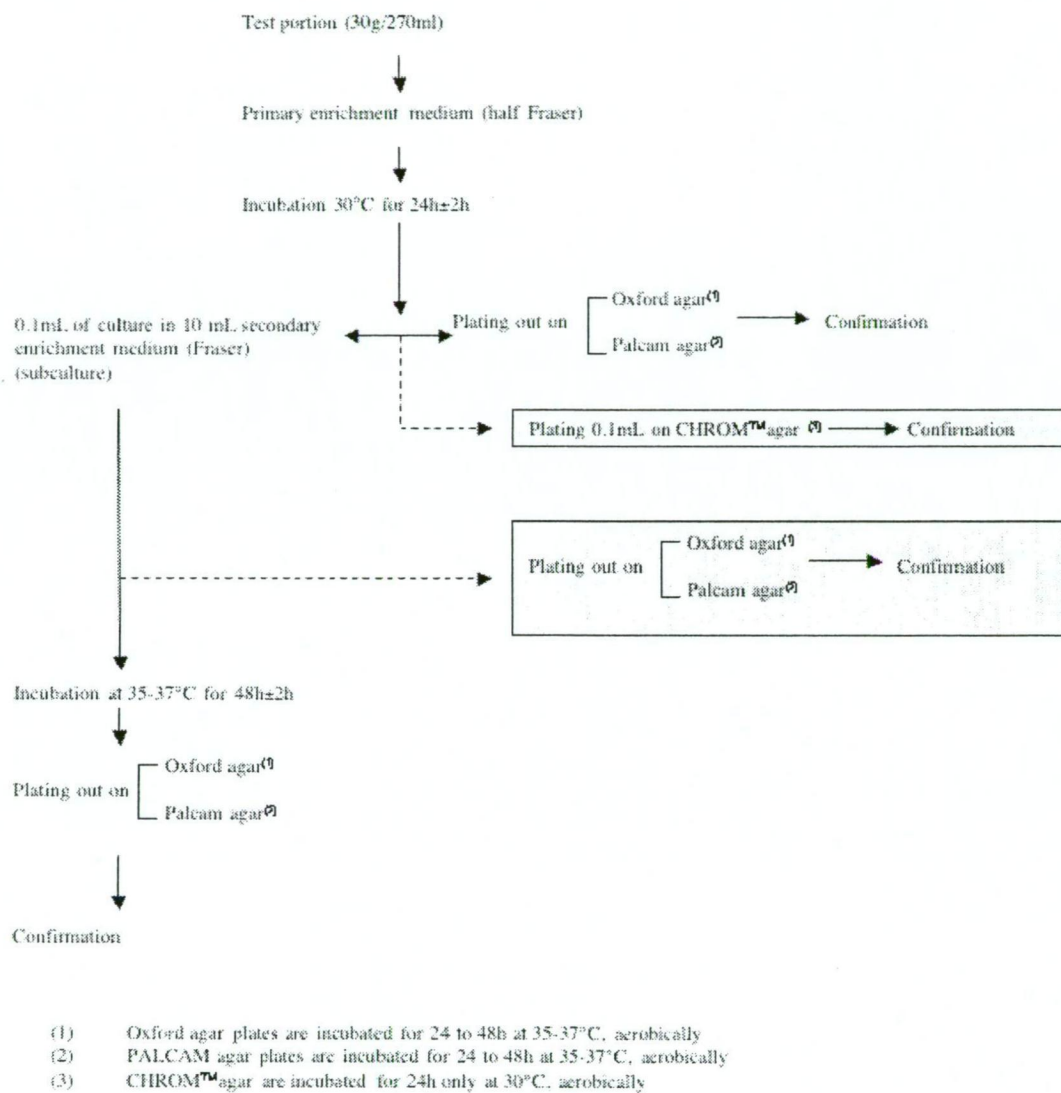 Test portion (30g/270ml)
Primary enrichment medium (half Fraser)
Incubation 30°C for 24h±2h
0.1mL of culture in 10 mL secondary
enrichment medium (Fraser)
(subculture)
Plating out on
Oxford agar(1)
Palcam agar(2)
Confirmation
Plating 0.1mL on CHROM™agar (3)
Confirmation
Plating out on
Oxford agar(1)
Palcam agar(2)
Confirmation
Incubation at 35-37°C for 48h±2h
Plating out on
Oxford agar(1)
Palcam agar(2)
Confirmation
(1) Oxford agar plates are incubated for 24 to 48h at 35-37°C, aerobically
(2) PALCAM agar plates are incubated for 24 to 48h at 35-37°C, aerobically
(3) CHROM™agar are incubated for 24h only at 30°C, aerobically